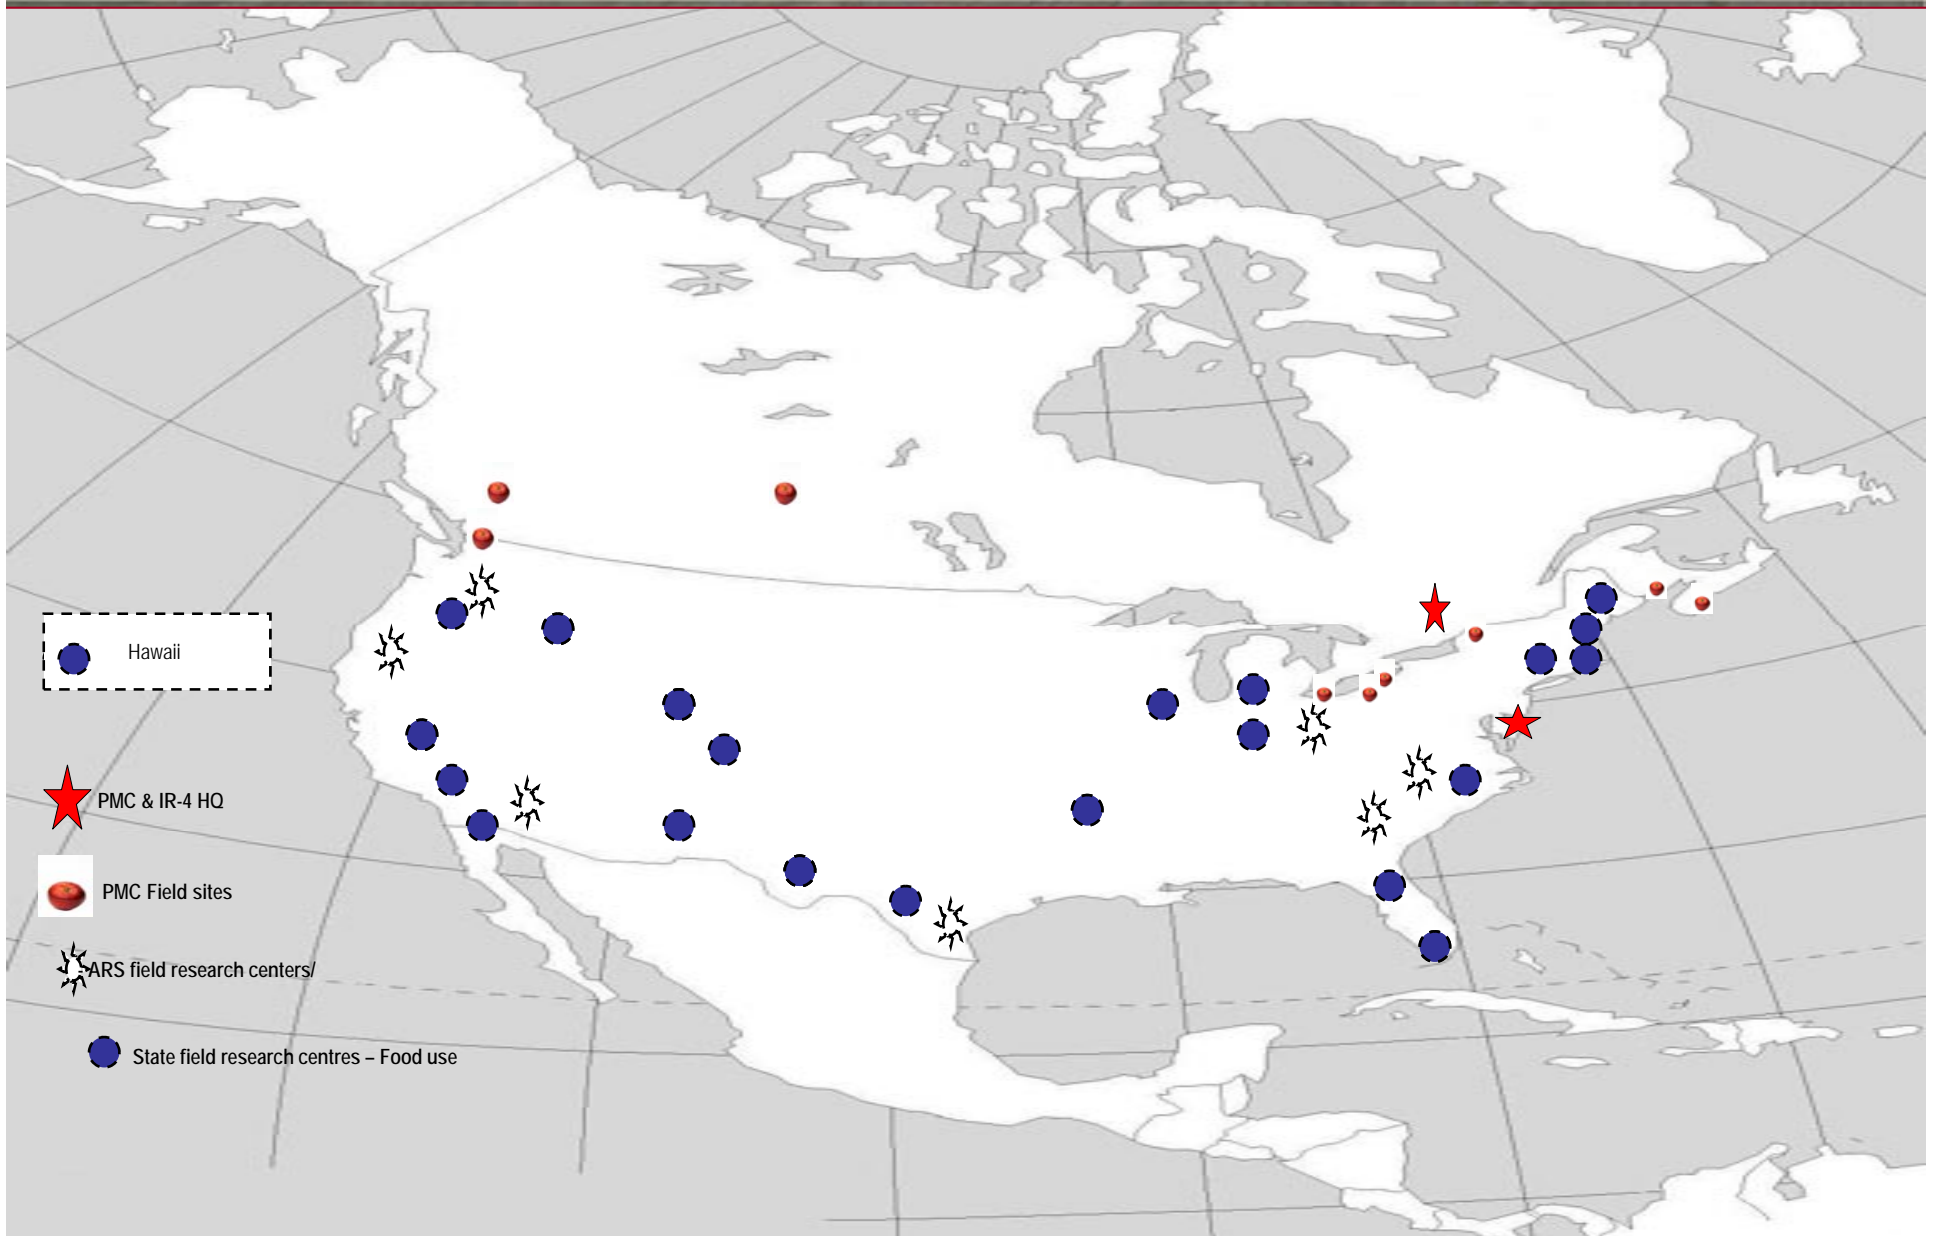 Hawaii
PMC & IR-4 HQ
PMC Field sites
ARS field research centers/
State field research centres – Food use